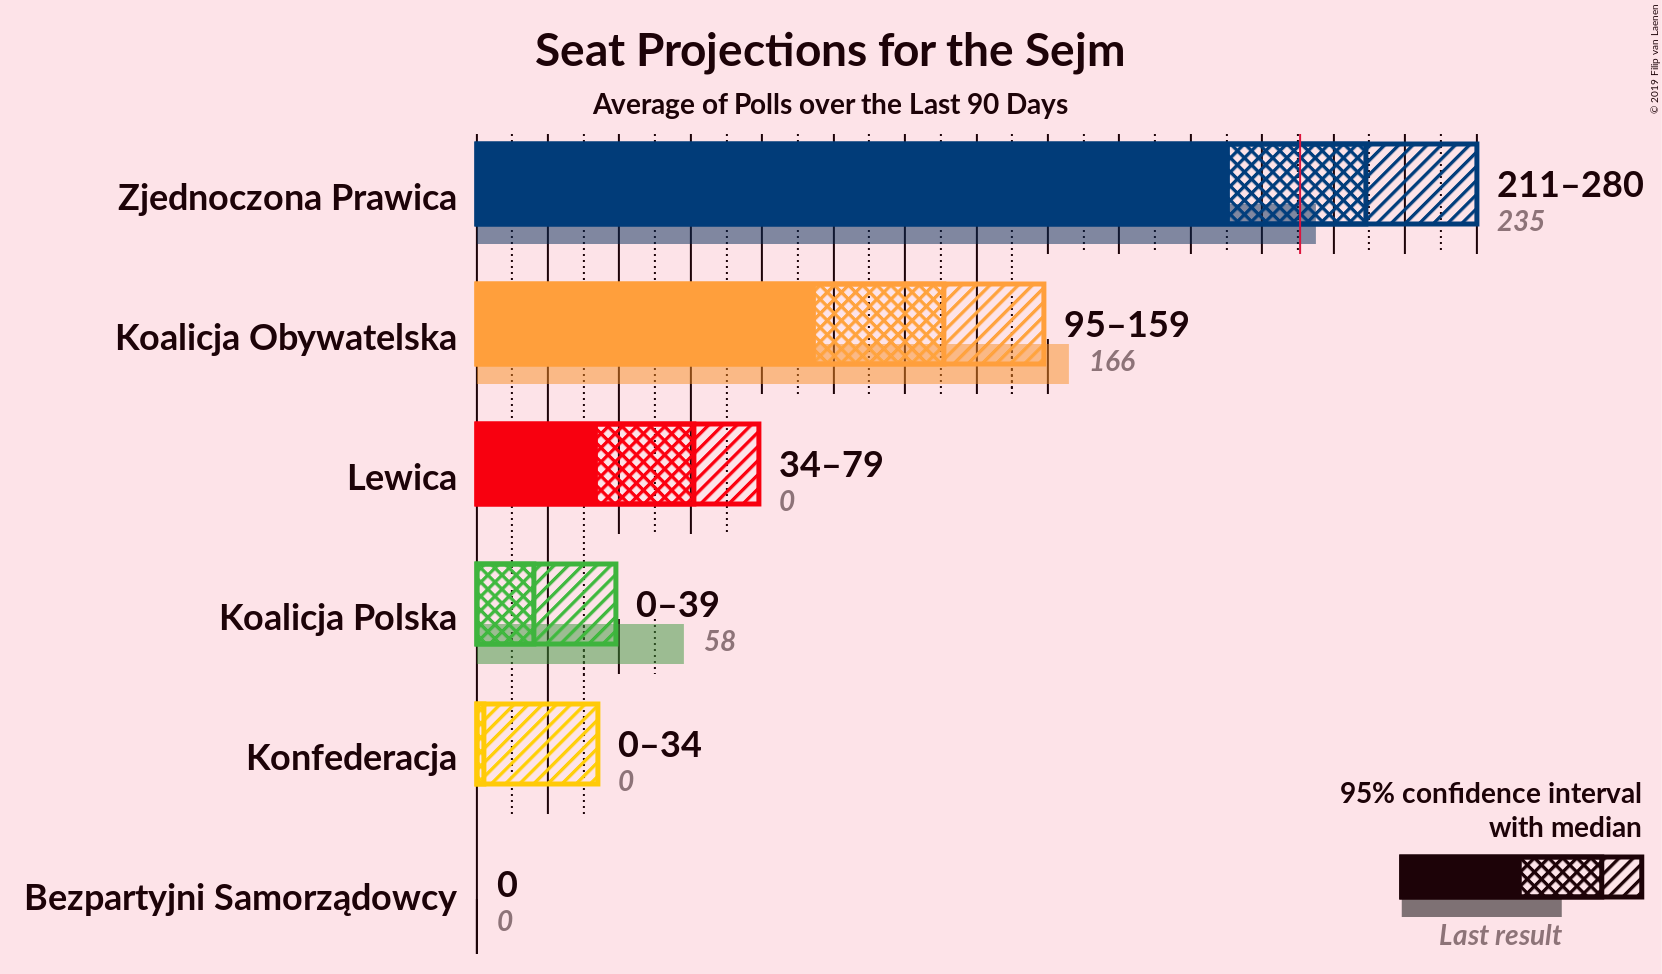 Seat Projections for the Sejm
Average of Polls over the Last 90 Days
© 2019 Filip van Laenen
Zjednoczona Prawica
211–280
235
Koalicja Obywatelska
95–159
166
Lewica
34–79
0
Koalicja Polska
0–39
58
Konfederacja
0–34
0
Bezpartyjni Samorządowcy
0
0
95% confidence interval
with median
Last result